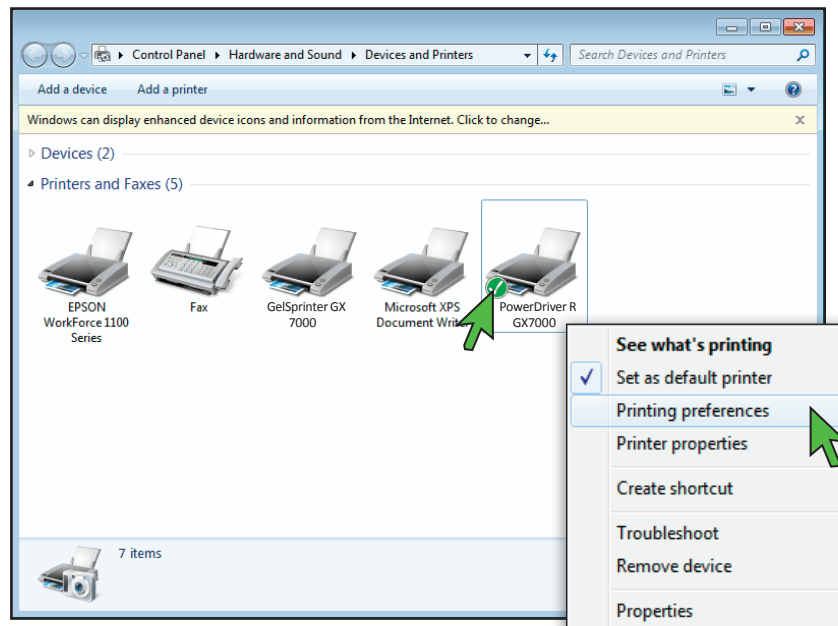 Control Panel Hardware and Sound Devices and Printers Search Devices and Printers
Add a device Add a printer
Windows can display enhanced device icons and information from the Internet. Click to change...
Devices (2)
Printers and Faxes (5)
EPSON
WorkForce 1100
Series
Fax
GelSprinter GX
7000
Microsoft XPS
Document
PowerDriver R
GX7000
See what's printing
Set as default printer
Printing preferences
Printer properties
Create shortcut
Troubleshoot
Remove device
Properties
7 items